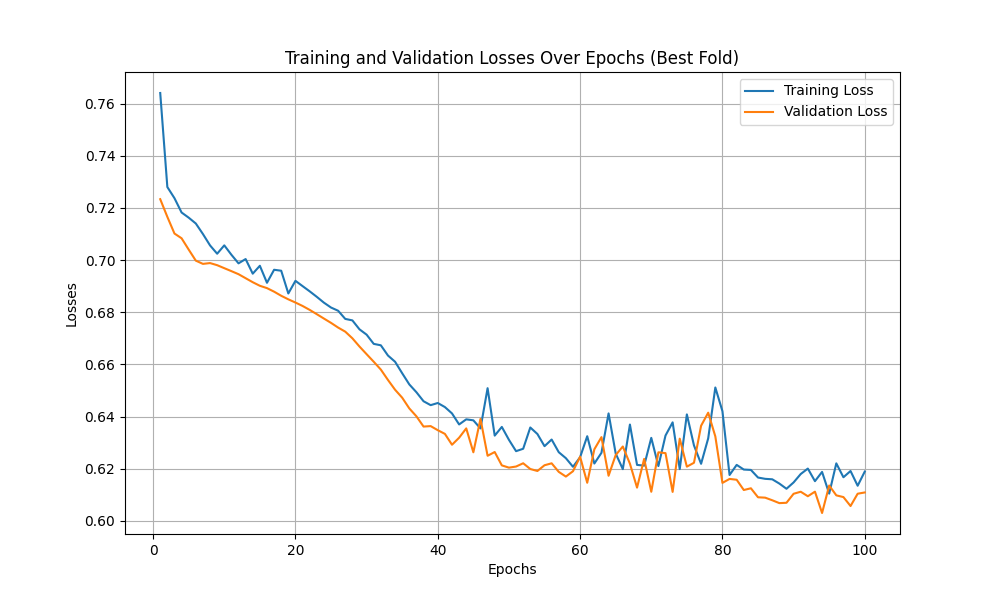 Training and Validation Losses Over Epochs (Best Fold)
Training Loss
Validation Loss
0.76
0.74
0.72
0.70
0.68
0.66
0.64
0.62
0.60
Losses
0 20 40 60 80 100
Epochs